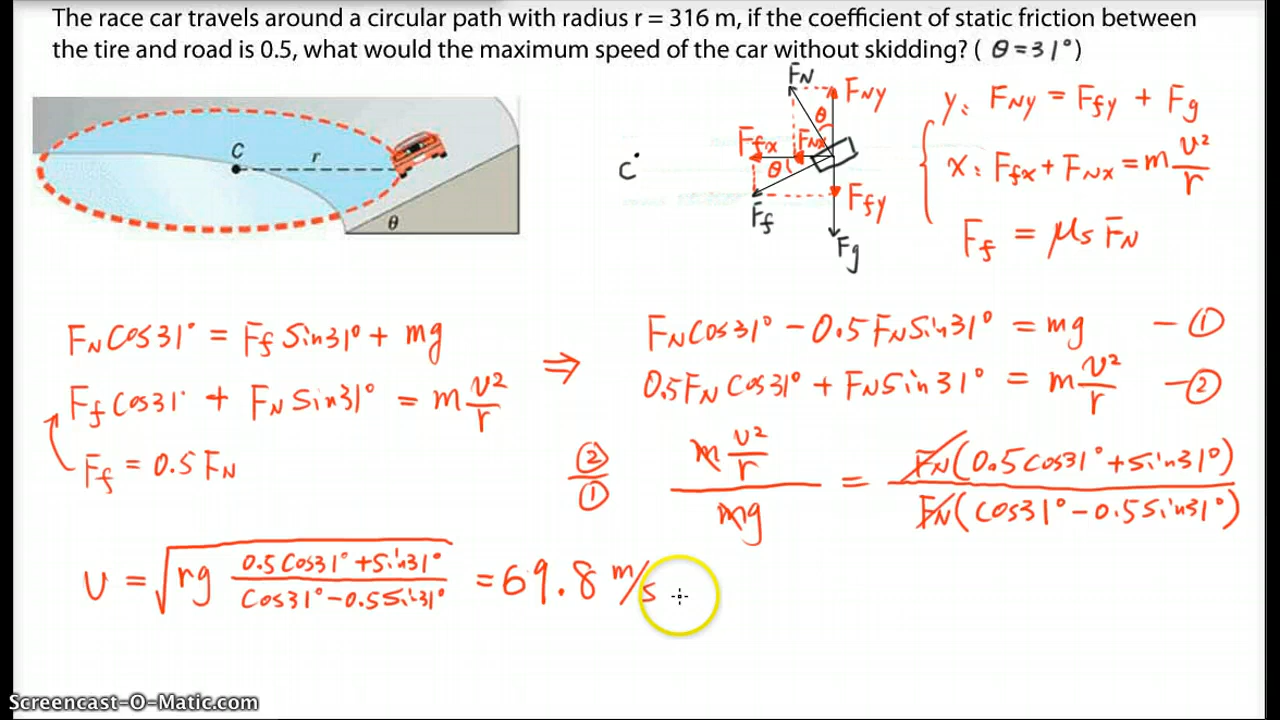 The race car travels around a circular path with radius r = 316 m, if the coefficient of static friction between
the tire and road is 0.5, what would the maximum speed of the car without skidding? ( θ = 31° )
C
r
θ
FN
FNy
θ
Ffx
FNx
θ
C
Ff
Ffy
Fg
y: FNy = Ffy + Fg
x: Ffx + FNx = m v²/r
Ff = μs FN
FN Cos31° = Ff Sin31° + mg
Ff Cos31° + FN Sin31° = m v²/r
Ff = 0.5 FN
⇒
FN Cos31° - 0.5 FN Sin31° = mg - ①
0.5 FN Cos31° + FN Sin31° = m v²/r - ②
②/① m v²/r / mg = FN(0.5 Cos31° + Sin31°) / FN(Cos31° - 0.5 Sin31°)
v = √rg 0.5 Cos31° + Sin31° / Cos31° - 0.5 Sin31° = 69.8 m/s
Screencast-O-Matic.com